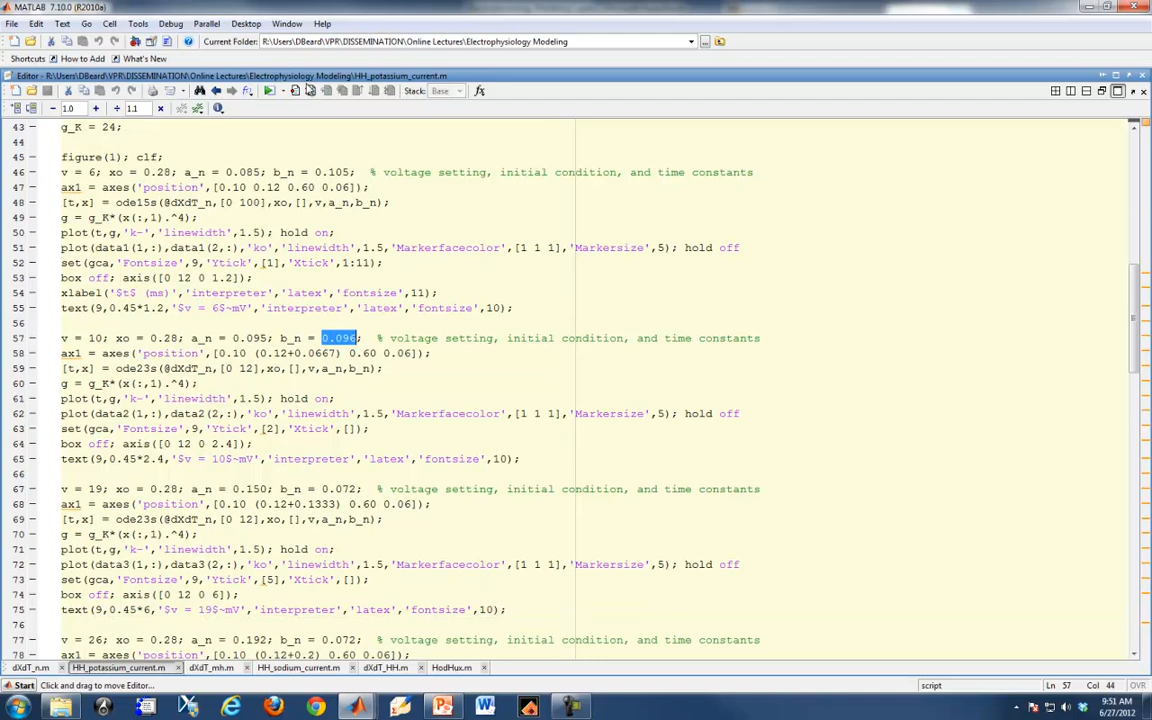 MATLAB 7.10.0 (R2010a)
File Edit Text Go Cell Tools Debug Parallel Desktop Window Help
Current Folder: R:\Users\DBeard\VPR\DISSEMINATION\Online Lectures\Electrophysiology Modeling
Shortcuts How to Add What's New
Editor - R:\Users\DBeard\VPR\DISSEMINATION\Online Lectures\Electrophysiology Modeling\HH_potassium_current.m
Stack: Base fx
− 1.0 + ÷ 1.1 ×
43 − g_K = 24;
44
45 − figure(1); clf;
46 − v = 6; xo = 0.28; a_n = 0.085; b_n = 0.105; % voltage setting, initial condition, and time constants
47 − ax1 = axes('position',[0.10 0.12 0.60 0.06]);
48 − [t,x] = ode15s(@dXdT_n,[0 100],xo,[],v,a_n,b_n);
49 − g = g_K*(x(:,1).^4);
50 − plot(t,g,'k-','linewidth',1.5); hold on;
51 − plot(data1(1,:),data1(2,:),'ko','linewidth',1.5,'Markerfacecolor',[1 1 1],'Markersize',5); hold off
52 − set(gca,'Fontsize',9,'Ytick',[1],'Xtick',1:11);
53 − box off; axis([0 12 0 1.2]);
54 − xlabel('$t$ (ms)','interpreter','latex','fontsize',11);
55 − text(9,0.45*1.2,'$v = 6$~mV','interpreter','latex','fontsize',10);
56
57 − v = 10; xo = 0.28; a_n = 0.095; b_n = 0.096; % voltage setting, initial condition, and time constants
58 − ax1 = axes('position',[0.10 (0.12+0.0667) 0.60 0.06]);
59 − [t,x] = ode23s(@dXdT_n,[0 12],xo,[],v,a_n,b_n);
60 − g = g_K*(x(:,1).^4);
61 − plot(t,g,'k-','linewidth',1.5); hold on;
62 − plot(data2(1,:),data2(2,:),'ko','linewidth',1.5,'Markerfacecolor',[1 1 1],'Markersize',5); hold off
63 − set(gca,'Fontsize',9,'Ytick',[2],'Xtick',[]);
64 − box off; axis([0 12 0 2.4]);
65 − text(9,0.45*2.4,'$v = 10$~mV','interpreter','latex','fontsize',10);
66
67 − v = 19; xo = 0.28; a_n = 0.150; b_n = 0.072; % voltage setting, initial condition, and time constants
68 − ax1 = axes('position',[0.10 (0.12+0.1333) 0.60 0.06]);
69 − [t,x] = ode23s(@dXdT_n,[0 12],xo,[],v,a_n,b_n);
70 − g = g_K*(x(:,1).^4);
71 − plot(t,g,'k-','linewidth',1.5); hold on;
72 − plot(data3(1,:),data3(2,:),'ko','linewidth',1.5,'Markerfacecolor',[1 1 1],'Markersize',5); hold off
73 − set(gca,'Fontsize',9,'Ytick',[5],'Xtick',[]);
74 − box off; axis([0 12 0 6]);
75 − text(9,0.45*6,'$v = 19$~mV','interpreter','latex','fontsize',10);
76
77 − v = 26; xo = 0.28; a_n = 0.192; b_n = 0.072; % voltage setting, initial condition, and time constants
78 − ax1 = axes('position',[0.10 (0.12+0.2) 0.60 0.06]);
dXdT_n.m × HH_potassium_current.m × dXdT_mh.m × HH_sodium_current.m × dXdT_HH.m × HodHux.m ×
Start Click and drag to move Editor... script Ln 57 Col 44 OVR
9:51 AM
6/27/2012